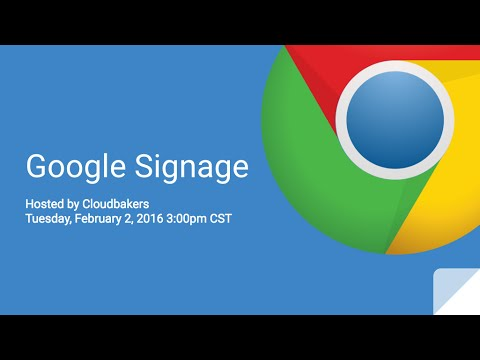 Google Signage
Hosted by Cloudbakers
Tuesday, February 2, 2016 3:00pm CST